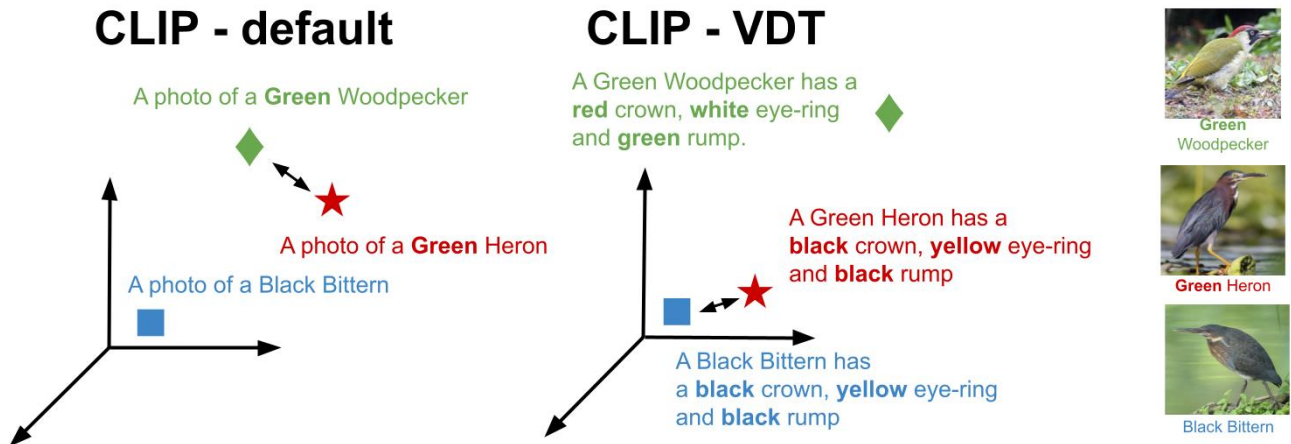 CLIP - default
A photo of a Green Woodpecker
A photo of a Green Heron
A photo of a Black Bittern
CLIP - VDT
A Green Woodpecker has a
red crown, white eye-ring
and green rump.
A Green Heron has a
black crown, yellow eye-ring
and black rump
A Black Bittern has
a black crown, yellow eye-ring
and black rump
Green
Woodpecker
Green Heron
Black Bittern